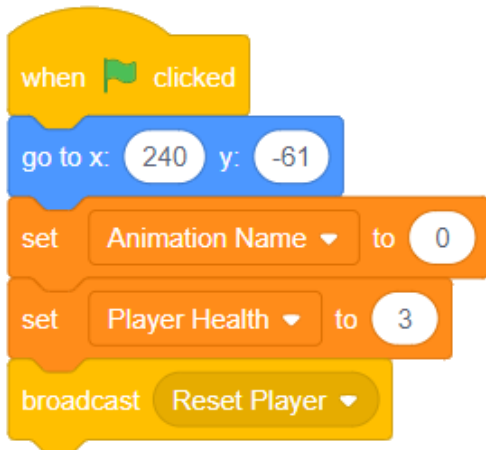 when clicked
go to x: 240 y: -61
set Animation Name to 0
set Player Health to 3
broadcast Reset Player